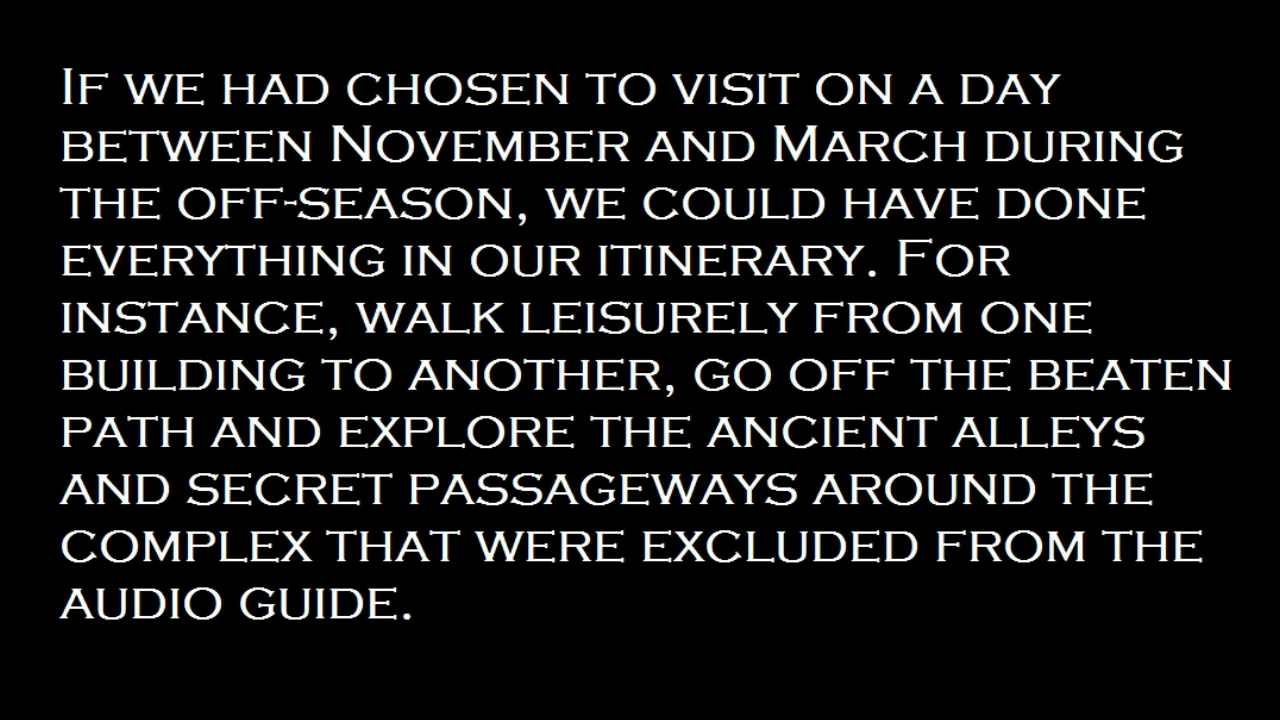 If we had chosen to visit on a day
between November and March during
the off-season, we could have done
everything in our itinerary. For
instance, walk leisurely from one
building to another, go off the beaten
path and explore the ancient alleys
and secret passageways around the
complex that were excluded from the
audio guide.